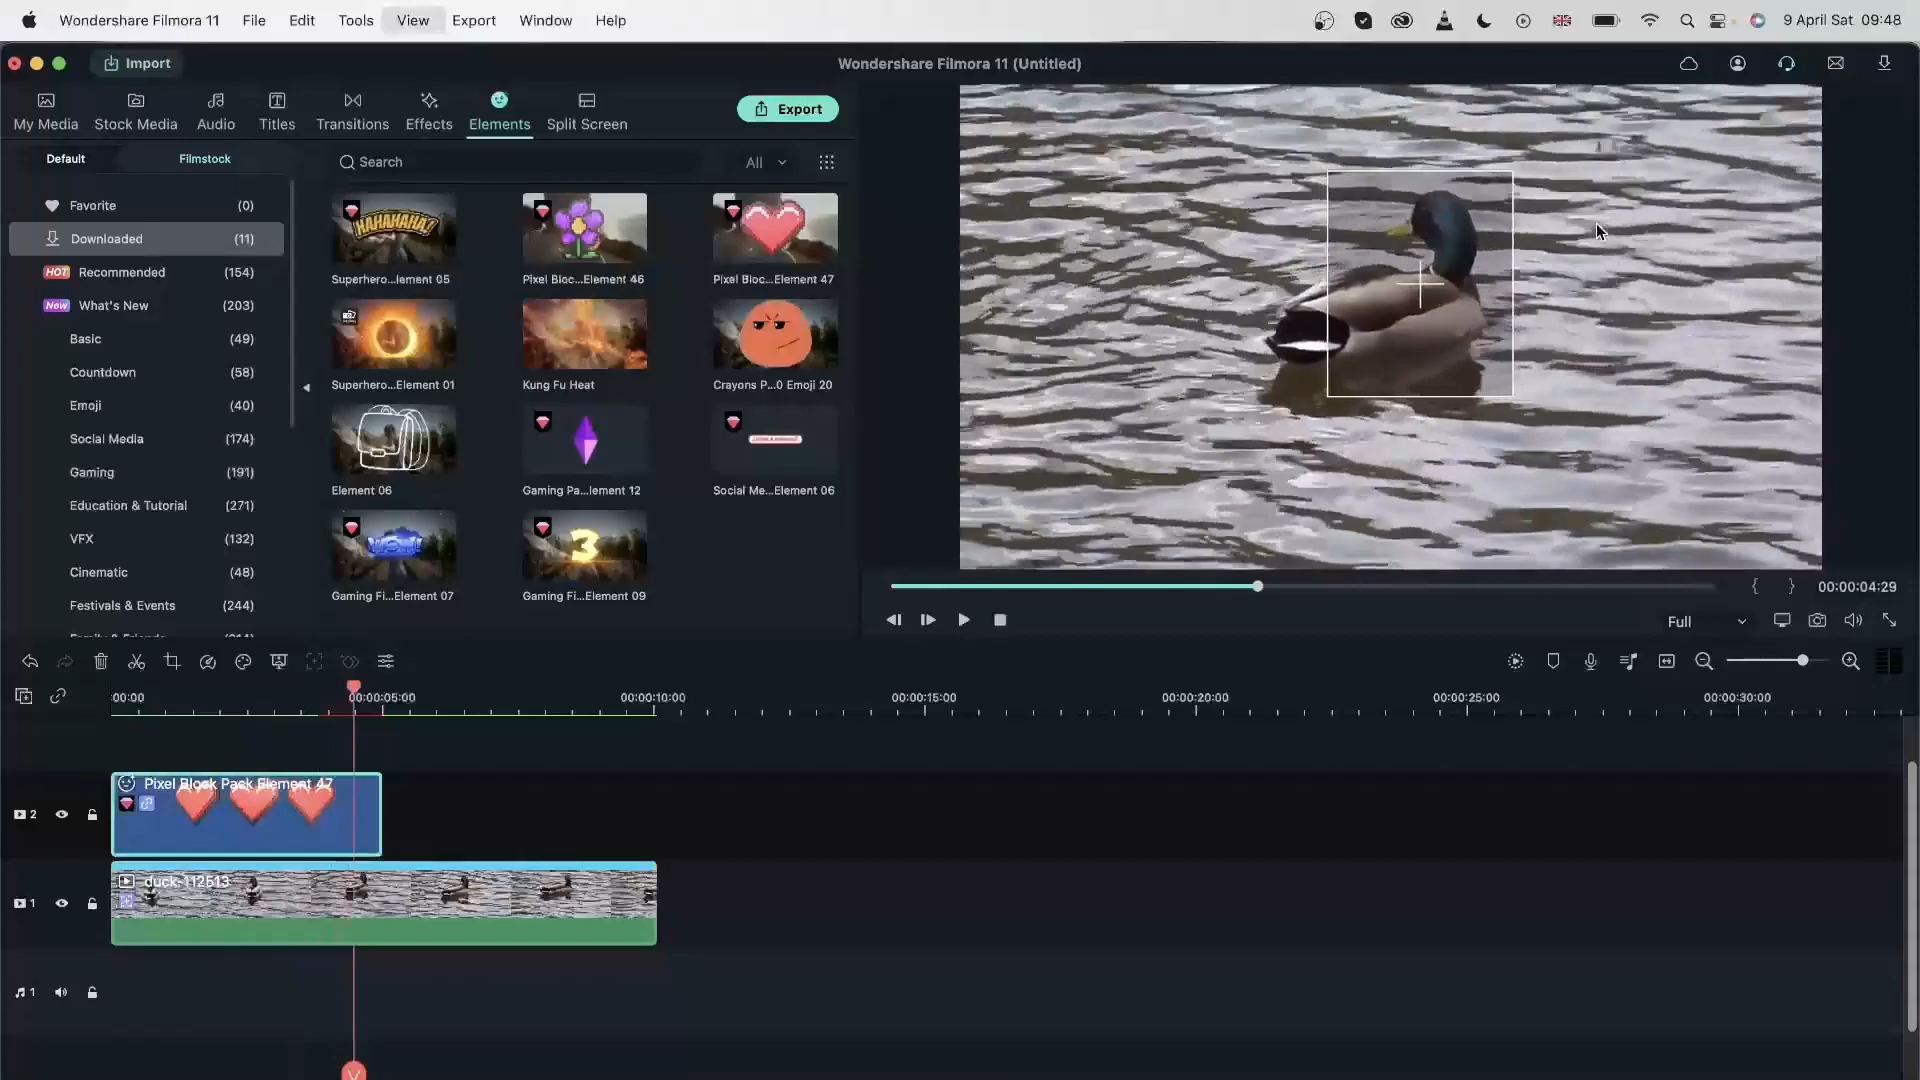 Wondershare Filmora 11 File Edit Tools View Export Window Help 9 April Sat 09:48
Import Wondershare Filmora 11 (Untitled)
My Media Stock Media Audio Titles Transitions Effects Elements Split Screen Export
Default Filmstock Search All
Favorite (0)
Downloaded (11)
HOT Recommended (154)
New What's New (203)
Basic (49)
Countdown (58)
Emoji (40)
Social Media (174)
Gaming (191)
Education & Tutorial (271)
VFX (132)
Cinematic (48)
Festivals & Events (244)
HAHAHAHA?
Superhero...lement 05 Pixel Bloc...Element 46 Pixel Bloc...Element 47
Superhero...Element 01 Kung Fu Heat Crayons P...0 Emoji 20
Element 06 Gaming Pa...lement 12 Social Me...Element 06
3
Gaming Fi...Element 07 Gaming Fi...Element 09
{ } 00:00:04:29
Full
:00:00 00:00:05:00 00:00:10:00 00:00:15:00 00:00:20:00 00:00:25:00 00:00:30:00
Pixel Block Pack Element 47
2
duck-112513
1
1